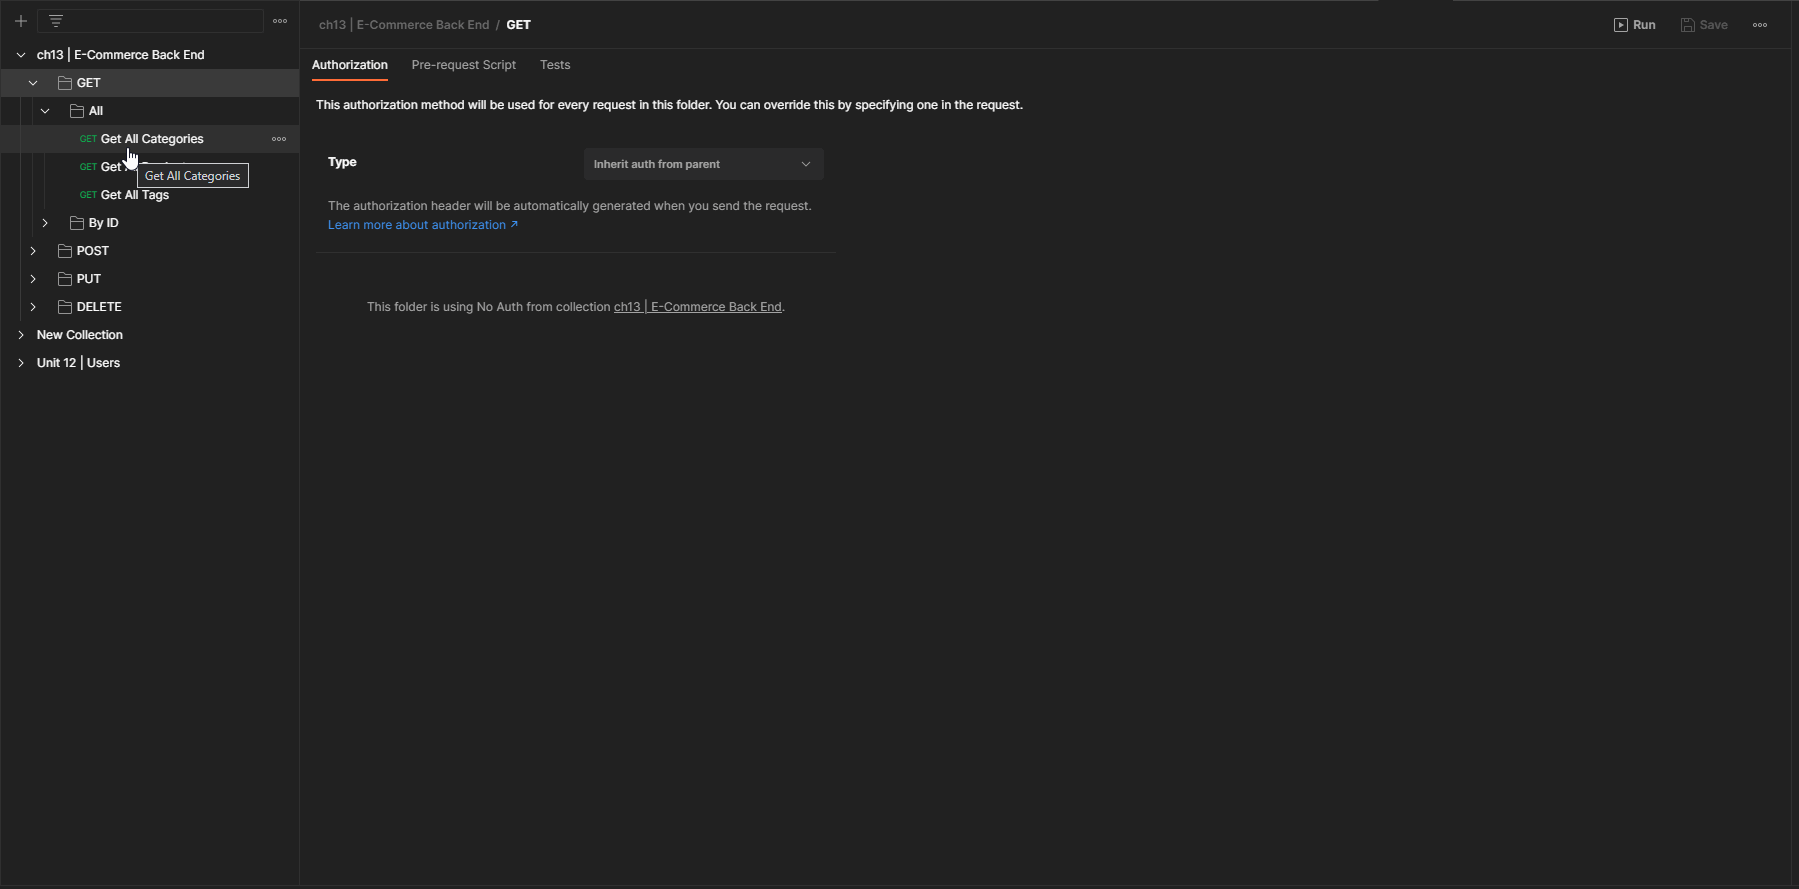 ch13 | E-Commerce Back End / GET
Run
Save
ch13 | E-Commerce Back End
GET
All
GET Get All Categories
GET Get
Get All Categories
GET Get All Tags
By ID
POST
PUT
DELETE
New Collection
Unit 12 | Users
Authorization Pre-request Script Tests
This authorization method will be used for every request in this folder. You can override this by specifying one in the request.
Type
Inherit auth from parent
The authorization header will be automatically generated when you send the request.
Learn more about authorization ↗
This folder is using No Auth from collection ch13 | E-Commerce Back End.